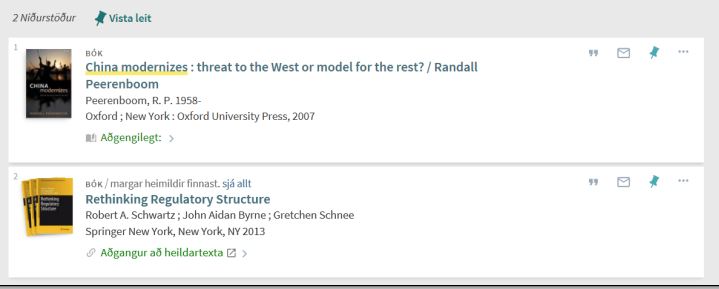 2 Niðurstöður Vista leit
1
BÓK
China modernizes : threat to the West or model for the rest? / Randall
Peerenboom
Peerenboom, R. P. 1958-
Oxford ; New York : Oxford University Press, 2007
Aðgengilegt:
CHINA
modernizes
2
BÓK / margar heimildir finnast. sjá allt
Rethinking Regulatory Structure
Robert A. Schwartz ; John Aidan Byrne ; Gretchen Schnee
Springer New York, New York, NY 2013
Aðgangur að heildartexta
Rethinking
Regulatory
Structure